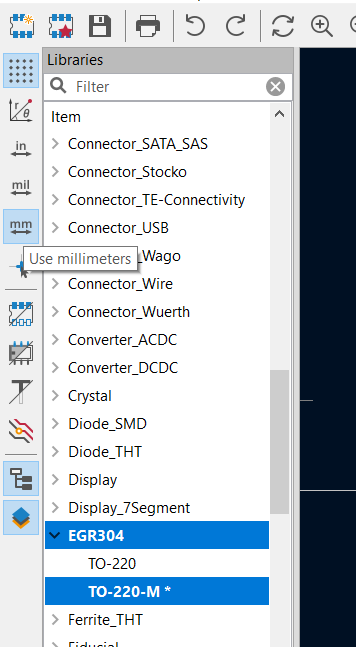 Libraries
Filter
Item
Connector_SATA_SAS
Connector_Stocko
Connector_TE-Connectivity
Connector_USB
_Wago
Connector_Wire
Connector_Wuerth
Converter_ACDC
Converter_DCDC
Crystal
Diode_SMD
Diode_THT
Display
Display_7Segment
EGR304
TO-220
TO-220-M *
Ferrite_THT
Fiducial
r
θ
in
mil
mm
Use millimeters
T